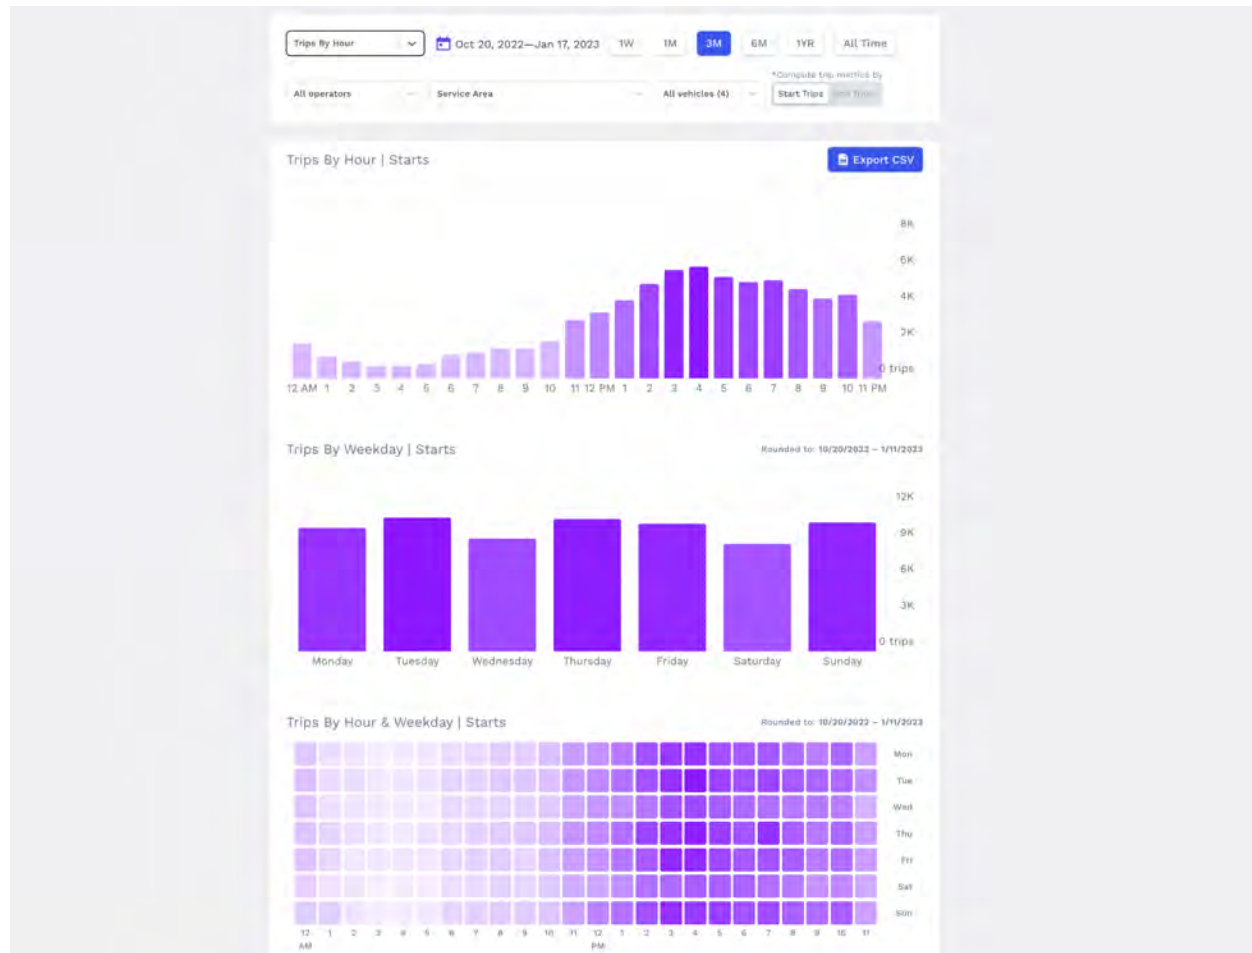 Trips By Hour
Oct 20, 2022—Jan 17, 2023 1W 1M 3M 6M 1YR All Time
*Compute trip metrics by
All operators Service Area All vehicles (4) Start Trips End Trips
Trips By Hour | Starts Export CSV
8K
6K
4K
2K
0 trips
12 AM 1 2 3 4 5 6 7 8 9 10 11 12 PM 1 2 3 4 5 6 7 8 9 10 11 PM
Trips By Weekday | Starts Rounded to: 10/20/2022 – 1/11/2023
12K
9K
6K
3K
0 trips
Monday Tuesday Wednesday Thursday Friday Saturday Sunday
Trips By Hour & Weekday | Starts Rounded to: 10/20/2022 – 1/11/2023
Mon
Tue
Wed
Thu
Fri
Sat
Sun
12 1 2 3 4 5 6 7 8 9 10 11 12 1 2 3 4 5 6 7 8 9 10 11
AM PM